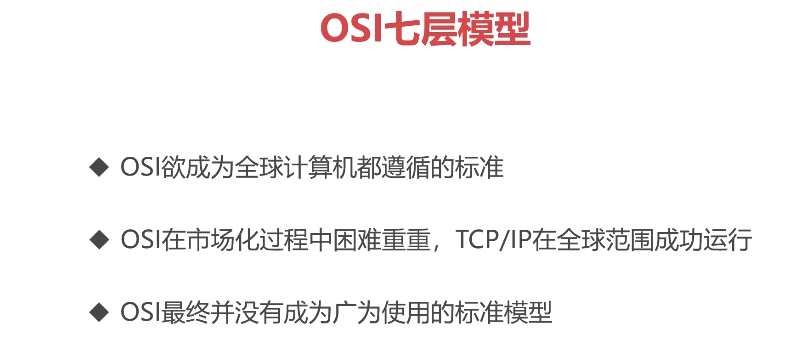 OSI七层模型
◆ OSI欲成为全球计算机都遵循的标准
◆ OSI在市场化过程中困难重重，TCP/IP在全球范围成功运行
◆ OSI最终并没有成为广为使用的标准模型